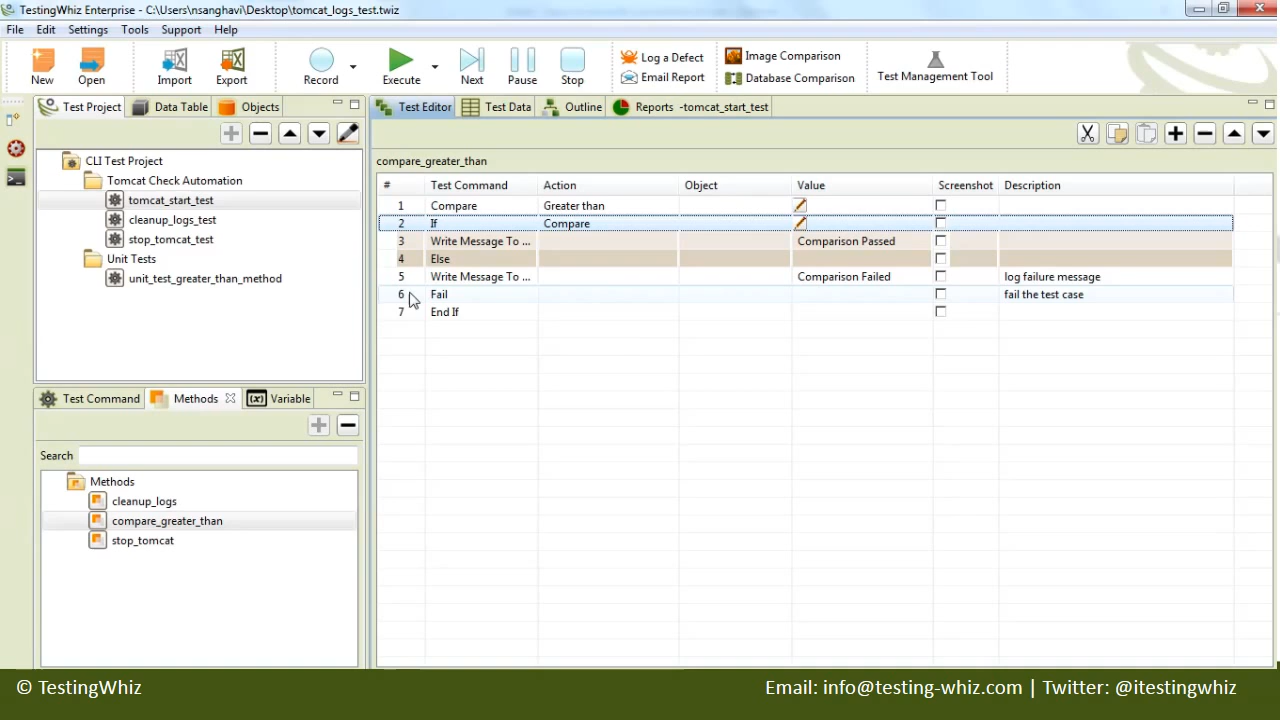 TestingWhiz Enterprise - C:\Users\nsanghavi\Desktop\tomcat_logs_test.twiz
File Edit Settings Tools Support Help
New Open Import Export Record Execute Next Pause Stop
Log a Defect
Email Report
Image Comparison
Database Comparison
Test Management Tool
Test Project Data Table Objects
CLI Test Project
Tomcat Check Automation
tomcat_start_test
cleanup_logs_test
stop_tomcat_test
Unit Tests
unit_test_greater_than_method
Test Command Methods (x) Variable
Search
Methods
cleanup_logs
compare_greater_than
stop_tomcat
Test Editor Test Data Outline Reports -tomcat_start_test
compare_greater_than
# Test Command Action Object Value Screenshot Description
1 Compare Greater than
2 If Compare
3 Write Message To ... Comparison Passed
4 Else
5 Write Message To ... Comparison Failed log failure message
6 Fail fail the test case
7 End If
© TestingWhiz
Email: info@testing-whiz.com | Twitter: @itestingwhiz